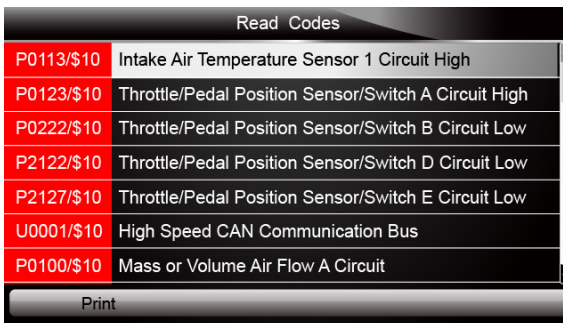 Read Codes
P0113/$10 Intake Air Temperature Sensor 1 Circuit High
P0123/$10 Throttle/Pedal Position Sensor/Switch A Circuit High
P0222/$10 Throttle/Pedal Position Sensor/Switch B Circuit Low
P2122/$10 Throttle/Pedal Position Sensor/Switch D Circuit Low
P2127/$10 Throttle/Pedal Position Sensor/Switch E Circuit Low
U0001/$10 High Speed CAN Communication Bus
P0100/$10 Mass or Volume Air Flow A Circuit
Print